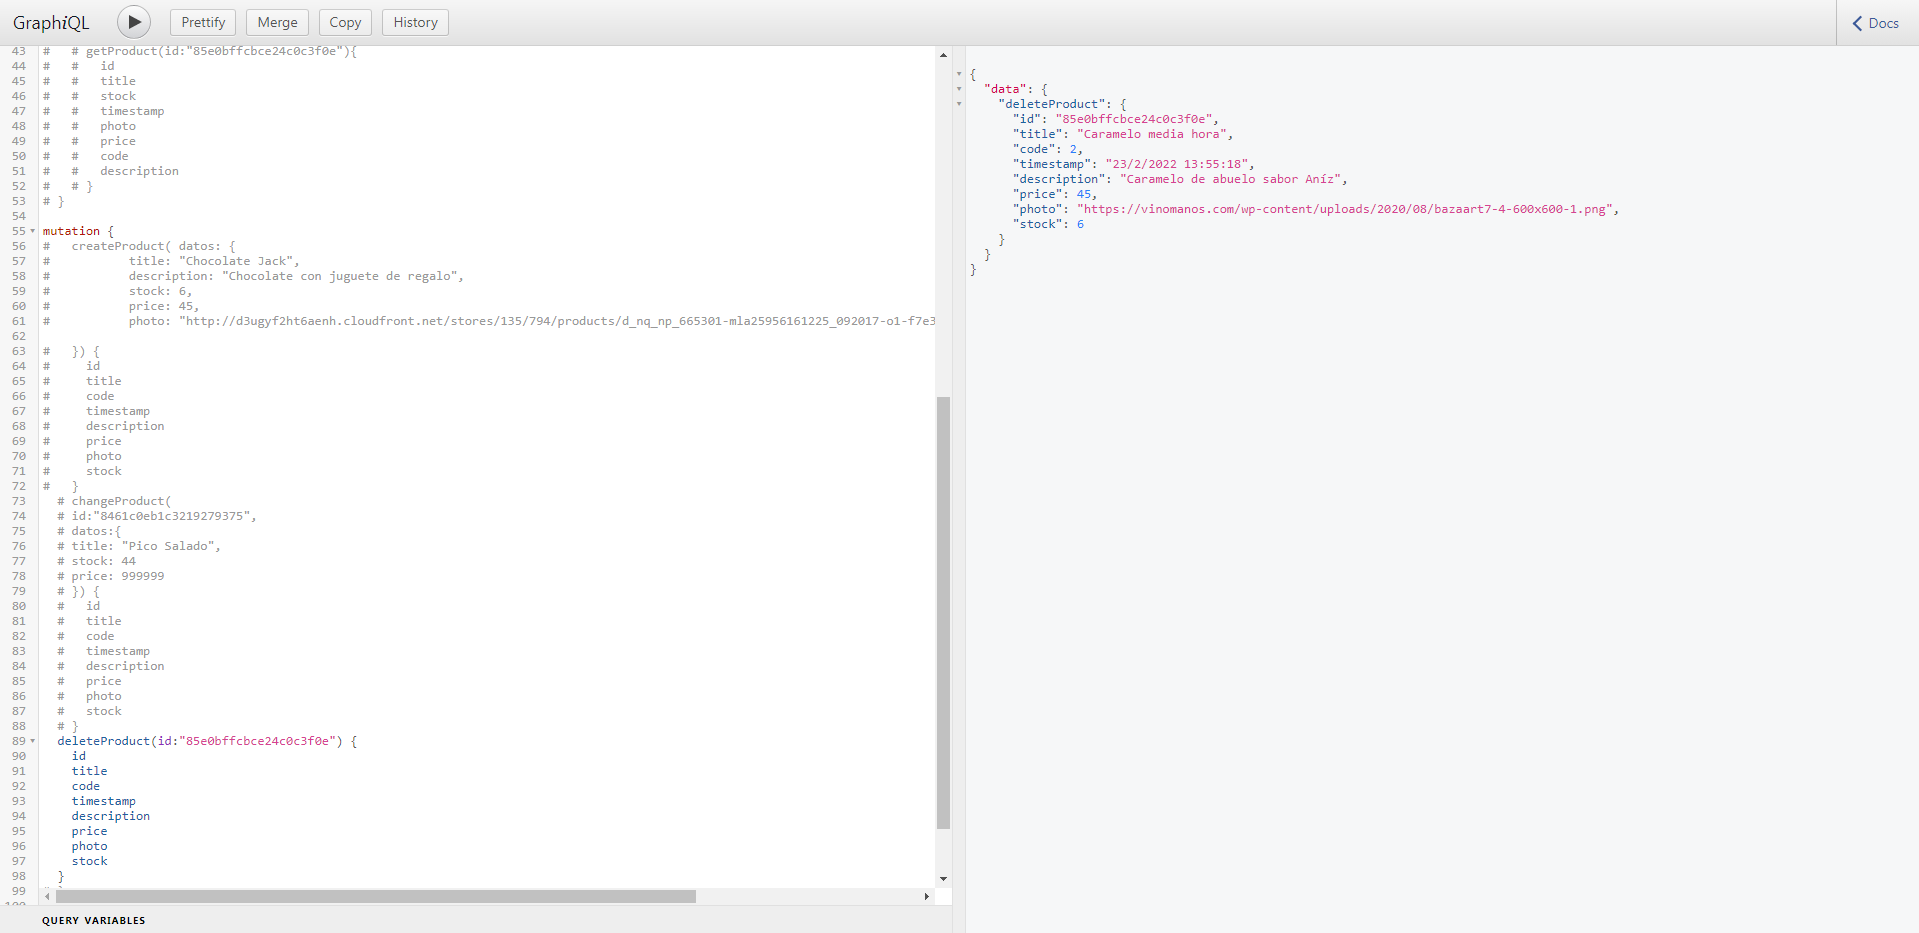 GraphiQL Prettify Merge Copy History Docs
43 # # getProduct(id:"85e0bffcbce24c0c3f0e"){
44 # # id
45 # # title
46 # # stock
47 # # timestamp
48 # # photo
49 # # price
50 # # code
51 # # description
52 # # }
53 # }
54
55 mutation {
56 # createProduct( datos: {
57 # title: "Chocolate Jack",
58 # description: "Chocolate con juguete de regalo",
59 # stock: 6,
60 # price: 45,
61 # photo: "http://d3ugyf2ht6aenh.cloudfront.net/stores/135/794/products/d_nq_np_665301-mla25956161225_092017-o1-f7e3
62
63 # }) {
64 # id
65 # title
66 # code
67 # timestamp
68 # description
69 # price
70 # photo
71 # stock
72 # }
73 # changeProduct(
74 # id:"8461c0eb1c3219279375",
75 # datos:{
76 # title: "Pico Salado",
77 # stock: 44
78 # price: 999999
79 # }) {
80 # id
81 # title
82 # code
83 # timestamp
84 # description
85 # price
86 # photo
87 # stock
88 # }
89 deleteProduct(id:"85e0bffcbce24c0c3f0e") {
90 id
91 title
92 code
93 timestamp
94 description
95 price
96 photo
97 stock
98 }
99
QUERY VARIABLES
{
"data": {
"deleteProduct": {
"id": "85e0bffcbce24c0c3f0e",
"title": "Caramelo media hora",
"code": 2,
"timestamp": "23/2/2022 13:55:18",
"description": "Caramelo de abuelo sabor Aníz",
"price": 45,
"photo": "https://vinomanos.com/wp-content/uploads/2020/08/bazaart7-4-600x600-1.png",
"stock": 6
}
}
}